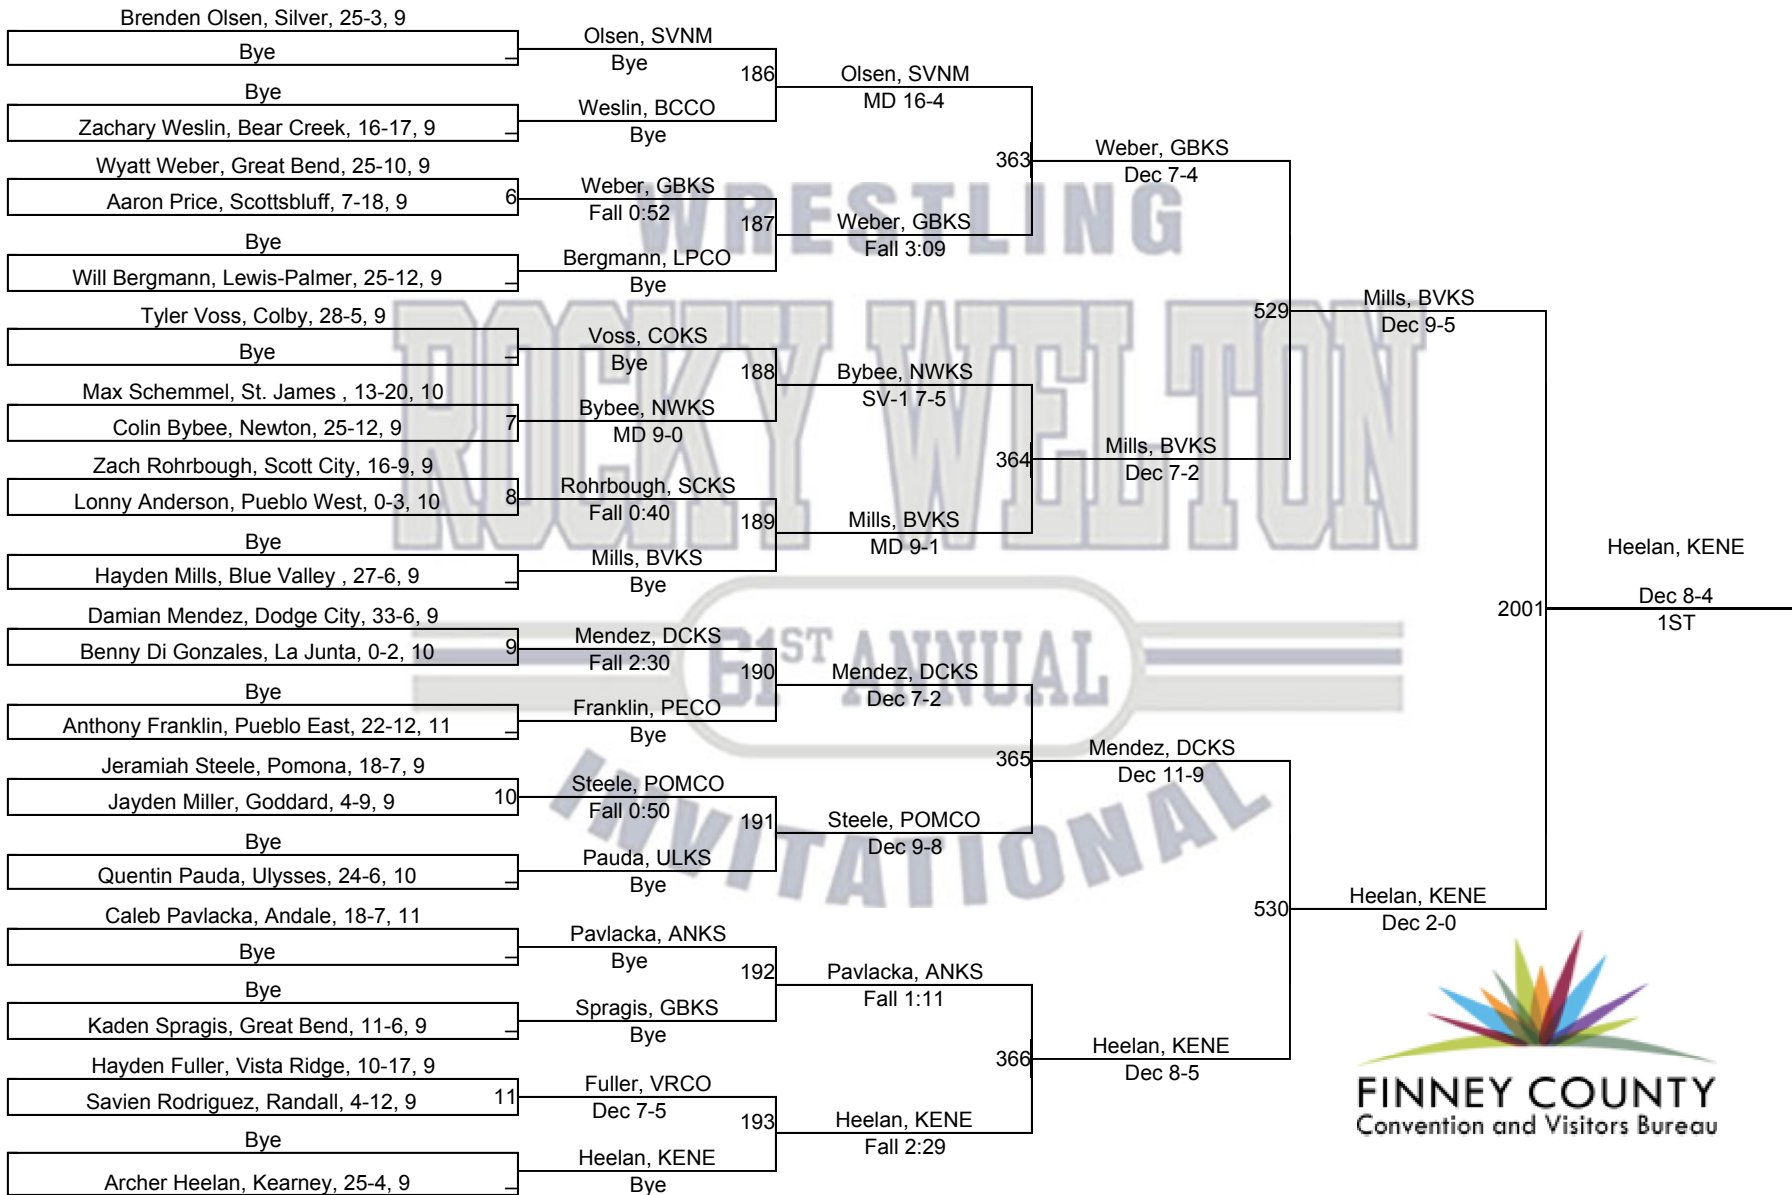 Brenden Olsen, Silver, 25-3, 9
Bye
Bye
Zachary Weslin, Bear Creek, 16-17, 9
Wyatt Weber, Great Bend, 25-10, 9
Aaron Price, Scottsbluff, 7-18, 9
6
Bye
Will Bergmann, Lewis-Palmer, 25-12, 9
Tyler Voss, Colby, 28-5, 9
Bye
Max Schemmel, St. James , 13-20, 10
Colin Bybee, Newton, 25-12, 9
7
Zach Rohrbough, Scott City, 16-9, 9
Lonny Anderson, Pueblo West, 0-3, 10
8
Bye
Hayden Mills, Blue Valley , 27-6, 9
Damian Mendez, Dodge City, 33-6, 9
Benny Di Gonzales, La Junta, 0-2, 10
9
Bye
Anthony Franklin, Pueblo East, 22-12, 11
Jeramiah Steele, Pomona, 18-7, 9
Jayden Miller, Goddard, 4-9, 9
10
Bye
Quentin Pauda, Ulysses, 24-6, 10
Caleb Pavlacka, Andale, 18-7, 11
Bye
Bye
Kaden Spragis, Great Bend, 11-6, 9
Hayden Fuller, Vista Ridge, 10-17, 9
Savien Rodriguez, Randall, 4-12, 9
11
Bye
Archer Heelan, Kearney, 25-4, 9
Olsen, SVNM
Bye
186
Weslin, BCCO
Bye
Weber, GBKS
Fall 0:52
187
Bergmann, LPCO
Bye
Voss, COKS
Bye
188
Bybee, NWKS
MD 9-0
Rohrbough, SCKS
Fall 0:40
189
Mills, BVKS
Bye
Mendez, DCKS
Fall 2:30
190
Franklin, PECO
Bye
Steele, POMCO
Fall 0:50
191
Pauda, ULKS
Bye
Pavlacka, ANKS
Bye
192
Spragis, GBKS
Bye
Fuller, VRCO
Dec 7-5
193
Heelan, KENE
Bye
Olsen, SVNM
MD 16-4
363
Weber, GBKS
Fall 3:09
Bybee, NWKS
SV-1 7-5
364
Mills, BVKS
MD 9-1
Mendez, DCKS
Dec 7-2
365
Steele, POMCO
Dec 9-8
Pavlacka, ANKS
Fall 1:11
366
Heelan, KENE
Fall 2:29
Weber, GBKS
Dec 7-4
529
Mills, BVKS
Dec 7-2
Mendez, DCKS
Dec 11-9
530
Heelan, KENE
Dec 8-5
Mills, BVKS
Dec 9-5
2001
Heelan, KENE
Dec 2-0
Heelan, KENE
Dec 8-4
1ST
WRESTLING
ROCKY WELTON
61ST ANNUAL
INVITATIONAL
FINNEY COUNTY
Convention and Visitors Bureau